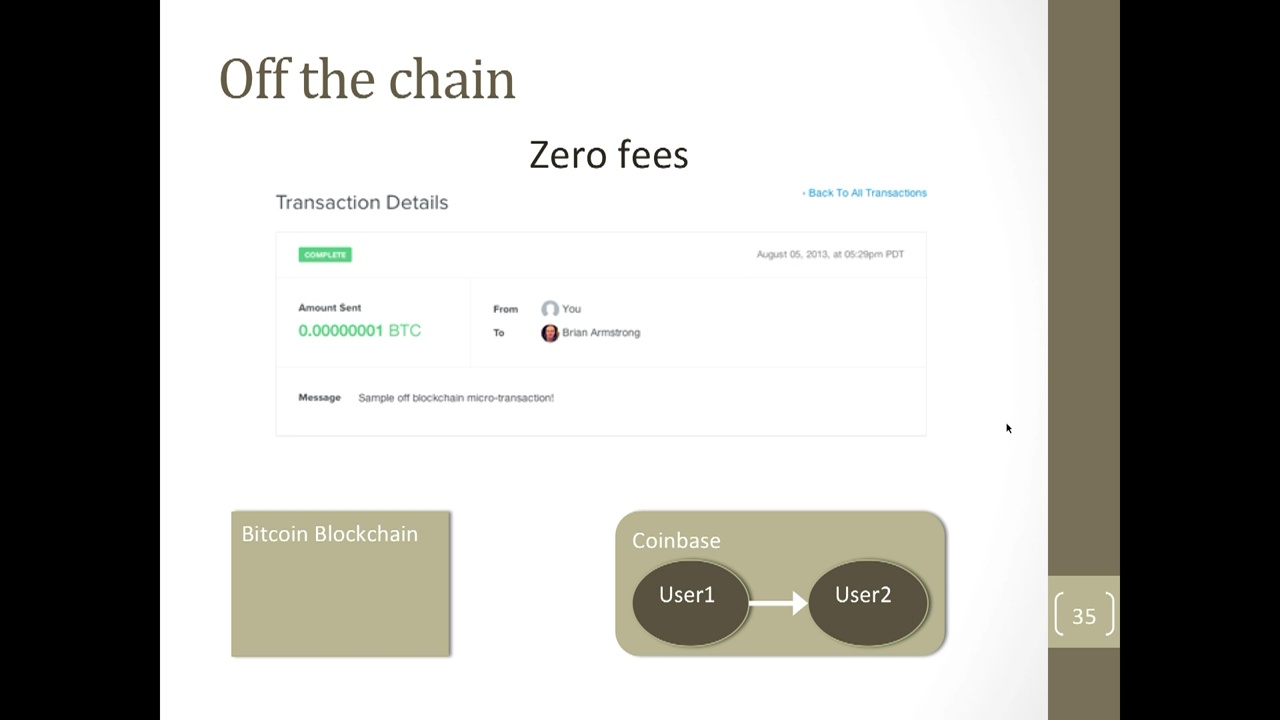 Off the chain
Zero fees
Transaction Details
‹ Back To All Transactions
COMPLETE
August 05, 2013, at 05:29pm PDT
Amount Sent
0.00000001 BTC
From You
To Brian Armstrong
Message Sample off blockchain micro-transaction!
Bitcoin Blockchain
Coinbase
User1
User2
35